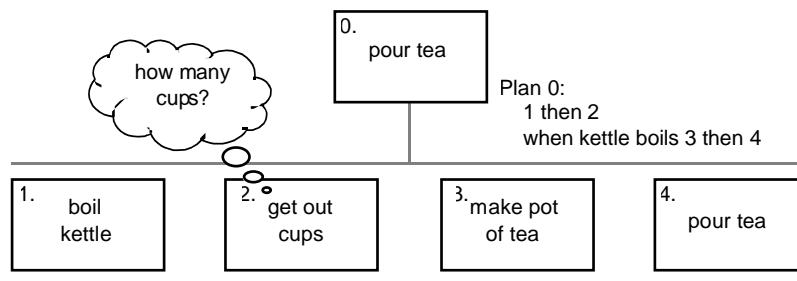 0.
pour tea
how many
cups?
Plan 0:
1 then 2
when kettle boils 3 then 4
1.
boil
kettle
2.
get out
cups
3.
make pot
of tea
4.
pour tea